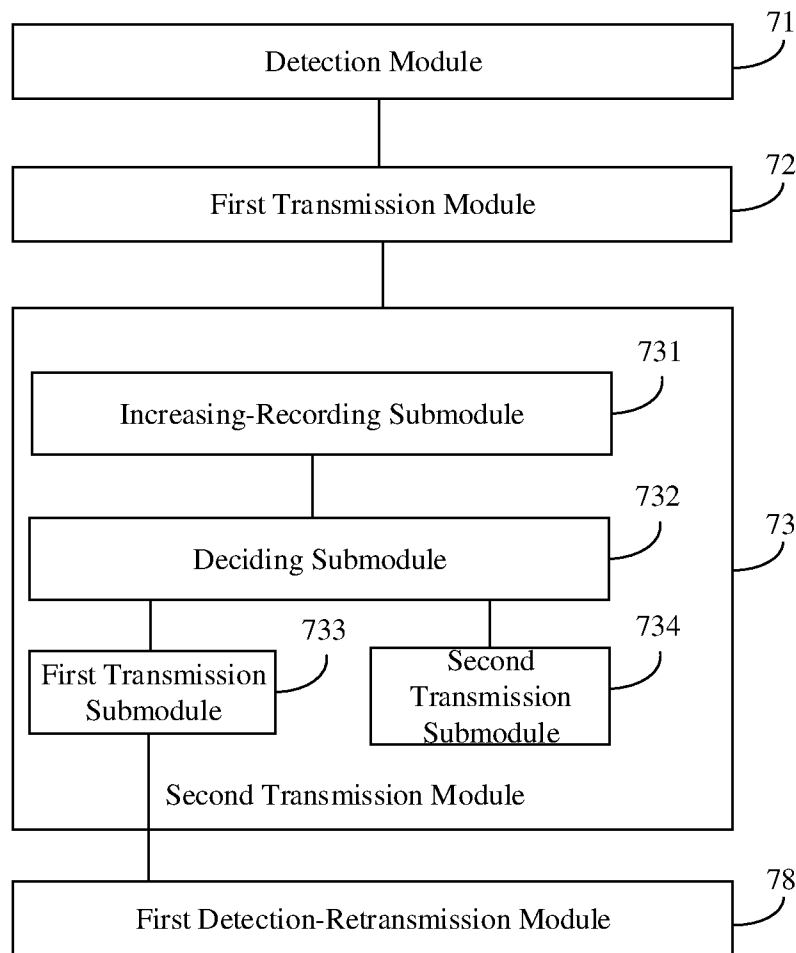 71
Detection Module
72
First Transmission Module
731
Increasing-Recording Submodule
732
73
Deciding Submodule
733
734
First Transmission
Submodule
Second
Transmission
Submodule
Second Transmission Module
78
First Detection-Retransmission Module